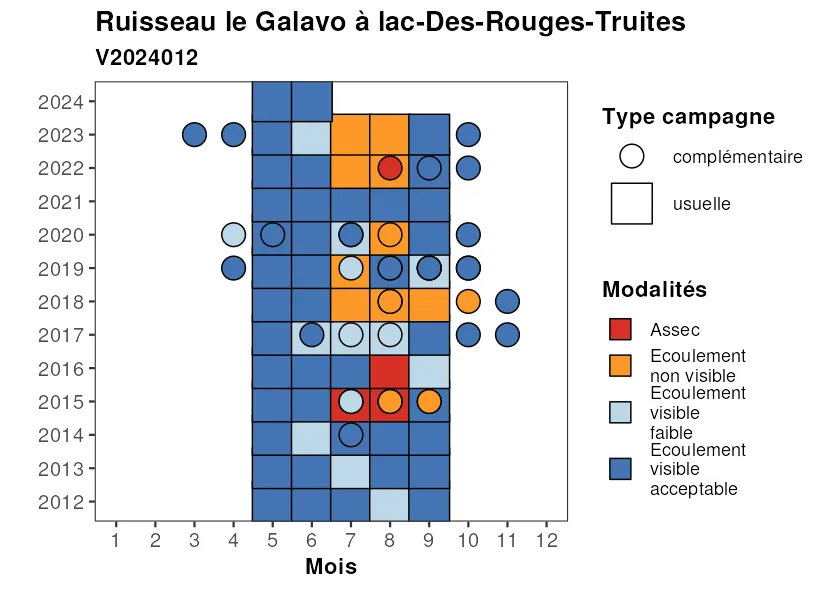 Ruisseau le Galavo à lac-Des-Rouges-Truites
V2024012
2024
2023
2022
2021
2020
2019
2018
2017
2016
2015
2014
2013
2012
1 2 3 4 5 6 7 8 9 10 11 12
Mois
Type campagne
complémentaire
usuelle
Modalités
Assec
Ecoulement
non visible
Ecoulement
visible
faible
Ecoulement
visible
acceptable